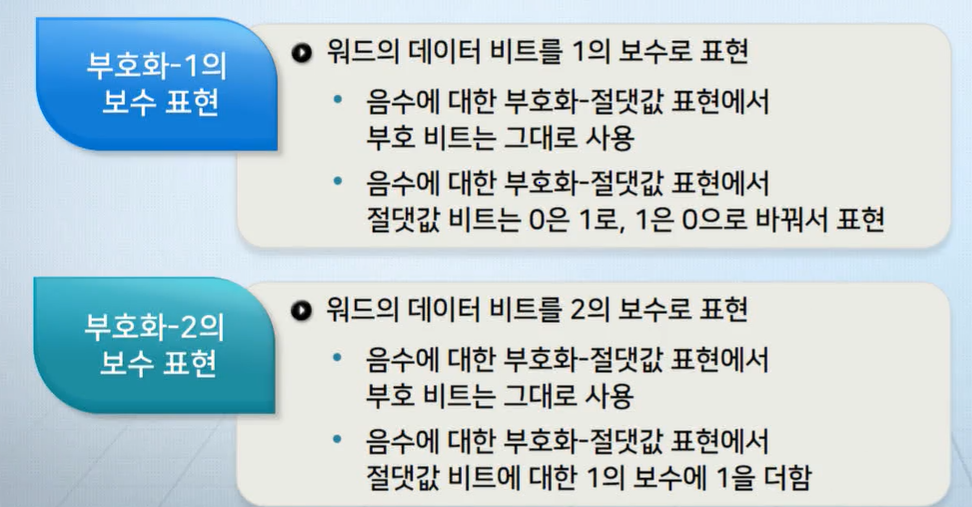 부호화-1의
보수 표현
워드의 데이터 비트를 1의 보수로 표현
음수에 대한 부호화-절댓값 표현에서
부호 비트는 그대로 사용
음수에 대한 부호화-절댓값 표현에서
절댓값 비트는 0은 1로, 1은 0으로 바꿔서 표현
부호화-2의
보수 표현
워드의 데이터 비트를 2의 보수로 표현
음수에 대한 부호화-절댓값 표현에서
부호 비트는 그대로 사용
음수에 대한 부호화-절댓값 표현에서
절댓값 비트에 대한 1의 보수에 1을 더함